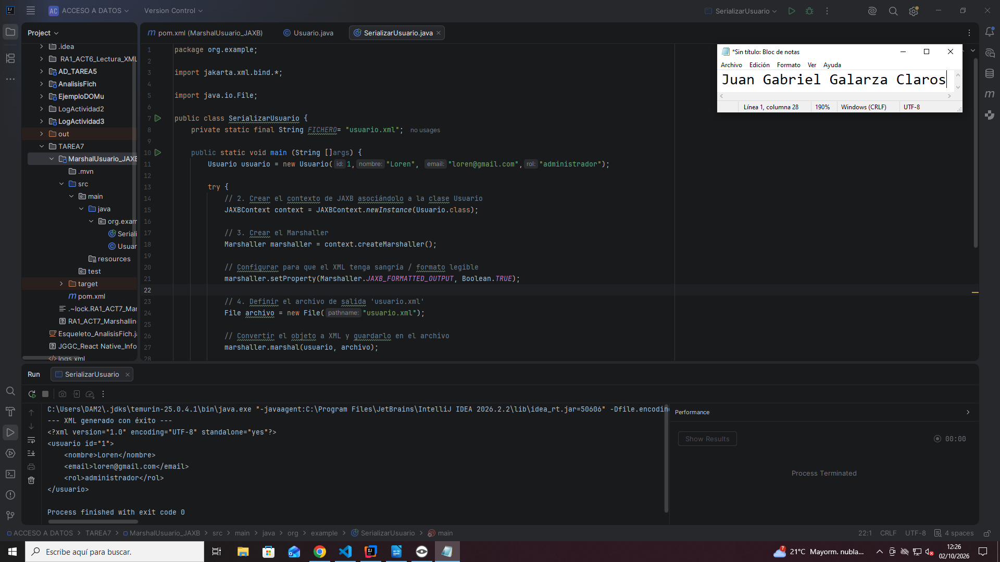 AC ACCESO A DATOS
Version Control
SerializarUsuario
Project
.idea
RA1_ACT6_Lectura_XML
AD_TAREA5
AnalisisFich
EjemploDOMu
LogActividad2
LogActividad3
out
TAREA7
MarshalUsuario_JAXB
.mvn
src
main
java
org.exam
Seriali
Usuar
resources
test
target
pom.xml
.~lock.RA1_ACT7_Mar
RA1_ACT7_Marshallin
Esqueleto_AnalisisFich.ja
JGGC_React Native_Info
logs.xml
pom.xml (MarshalUsuario_JAXB)
Usuario.java
SerializarUsuario.java
1 package org.example;
2
3 import jakarta.xml.bind.*;
4
5 import java.io.File;
6
7 public class SerializarUsuario {
8 private static final String FICHERO= "usuario.xml"; no usages
9
10 public static void main (String []args) {
11 Usuario usuario = new Usuario( id: 1, nombre: "Loren", email: "loren@gmail.com", rol: "administrador");
12
13 try {
14 // 2. Crear el contexto de JAXB asociándolo a la clase Usuario
15 JAXBContext context = JAXBContext.newInstance(Usuario.class);
16
17 // 3. Crear el Marshaller
18 Marshaller marshaller = context.createMarshaller();
19
20 // Configurar para que el XML tenga sangría / formato legible
21 marshaller.setProperty(Marshaller.JAXB_FORMATTED_OUTPUT, Boolean.TRUE);
22
23 // 4. Definir el archivo de salida 'usuario.xml'
24 File archivo = new File( pathname: "usuario.xml");
25
26 // Convertir el objeto a XML y guardarlo en el archivo
27 marshaller.marshal(usuario, archivo);
28
*Sin título: Bloc de notas
Archivo Edición Formato Ver Ayuda
Juan Gabriel Galarza Claros
Línea 1, columna 28 190% Windows (CRLF) UTF-8
Run SerializarUsuario
C:\Users\DAM2\.jdks\temurin-25.0.4.1\bin\java.exe "-javaagent:C:\Program Files\JetBrains\IntelliJ IDEA 2026.2.2\lib\idea_rt.jar=50606" -Dfile.encoding
--- XML generado con éxito ---
<?xml version="1.0" encoding="UTF-8" standalone="yes"?>
<usuario id="1">
<nombre>Loren</nombre>
<email>loren@gmail.com</email>
<rol>administrador</rol>
</usuario>
Process finished with exit code 0
Performance
Show Results
00:00
Process Terminated
ACCESO A DATOS > TAREA7 > MarshalUsuario_JAXB > src > main > java > org > example > SerializarUsuario > main
22:1 CRLF UTF-8 4 spaces
Escribe aquí para buscar.
7
21°C Mayorm. nubla...
12:26
02/10/2026